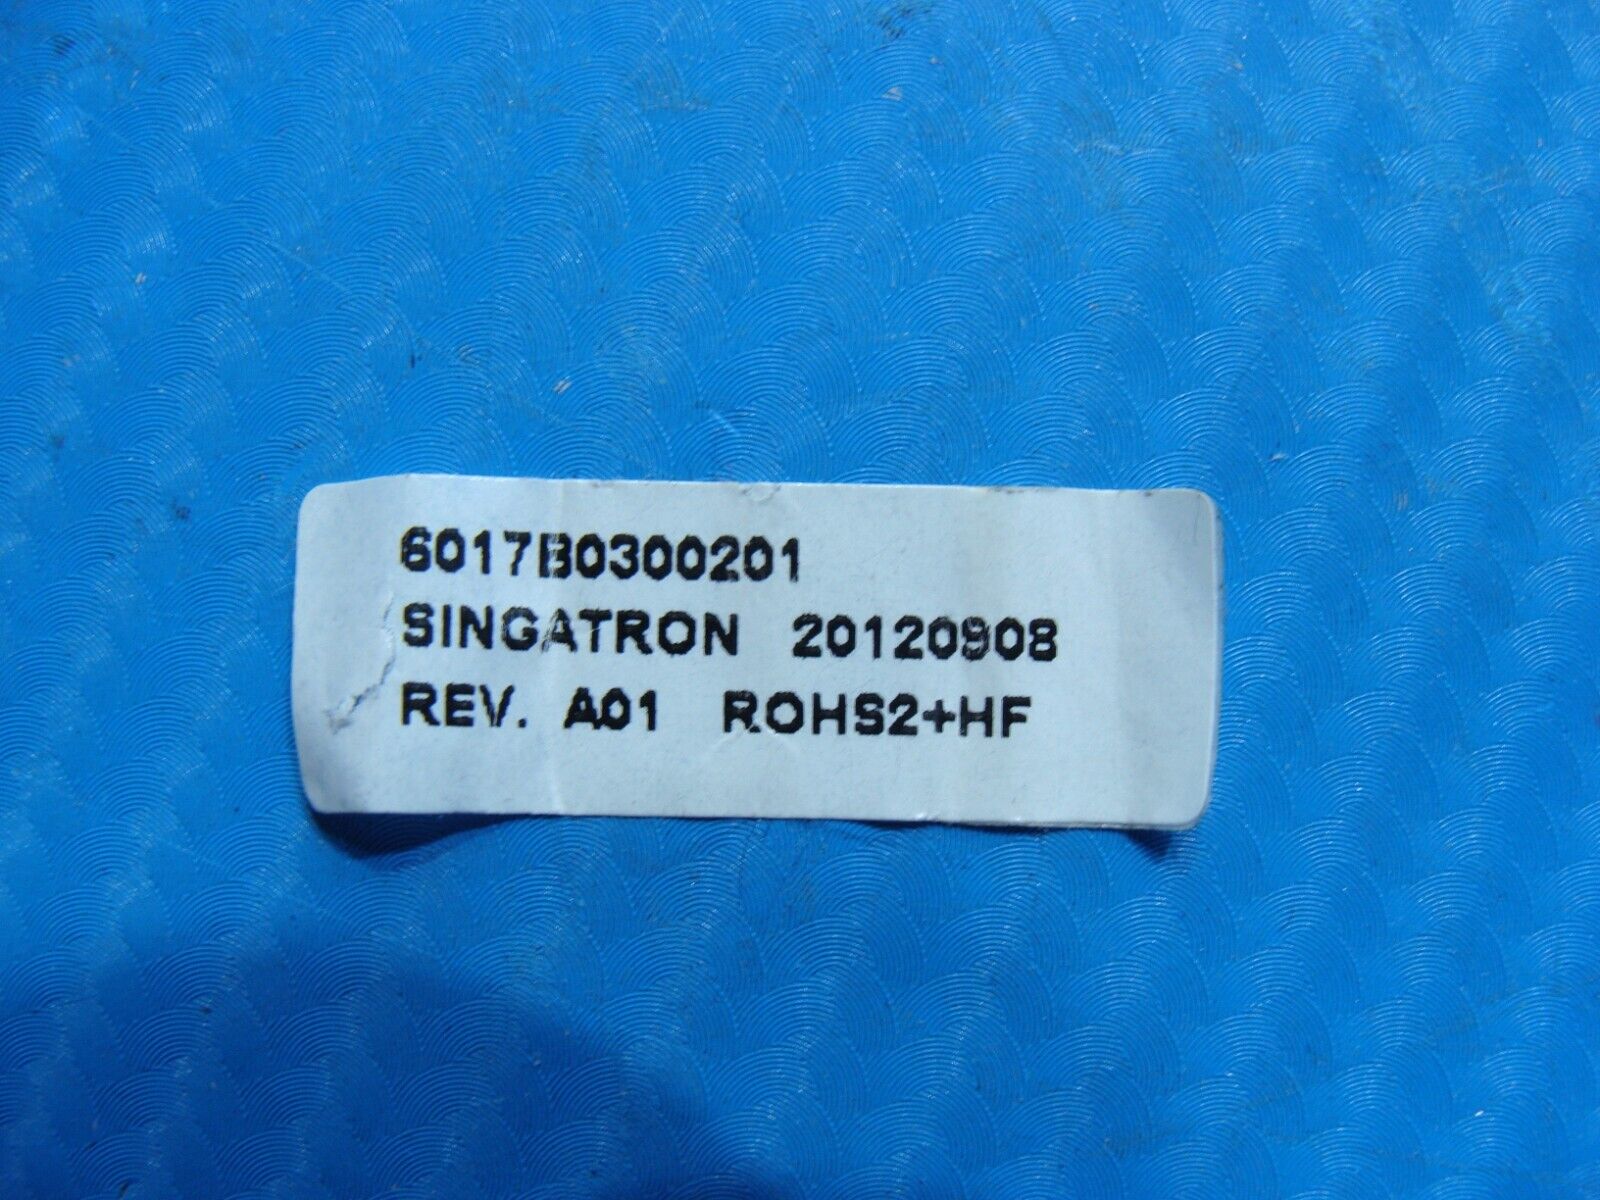 6017B0300201
SINGATRON 20120908
REV. A01 ROHS2+HF